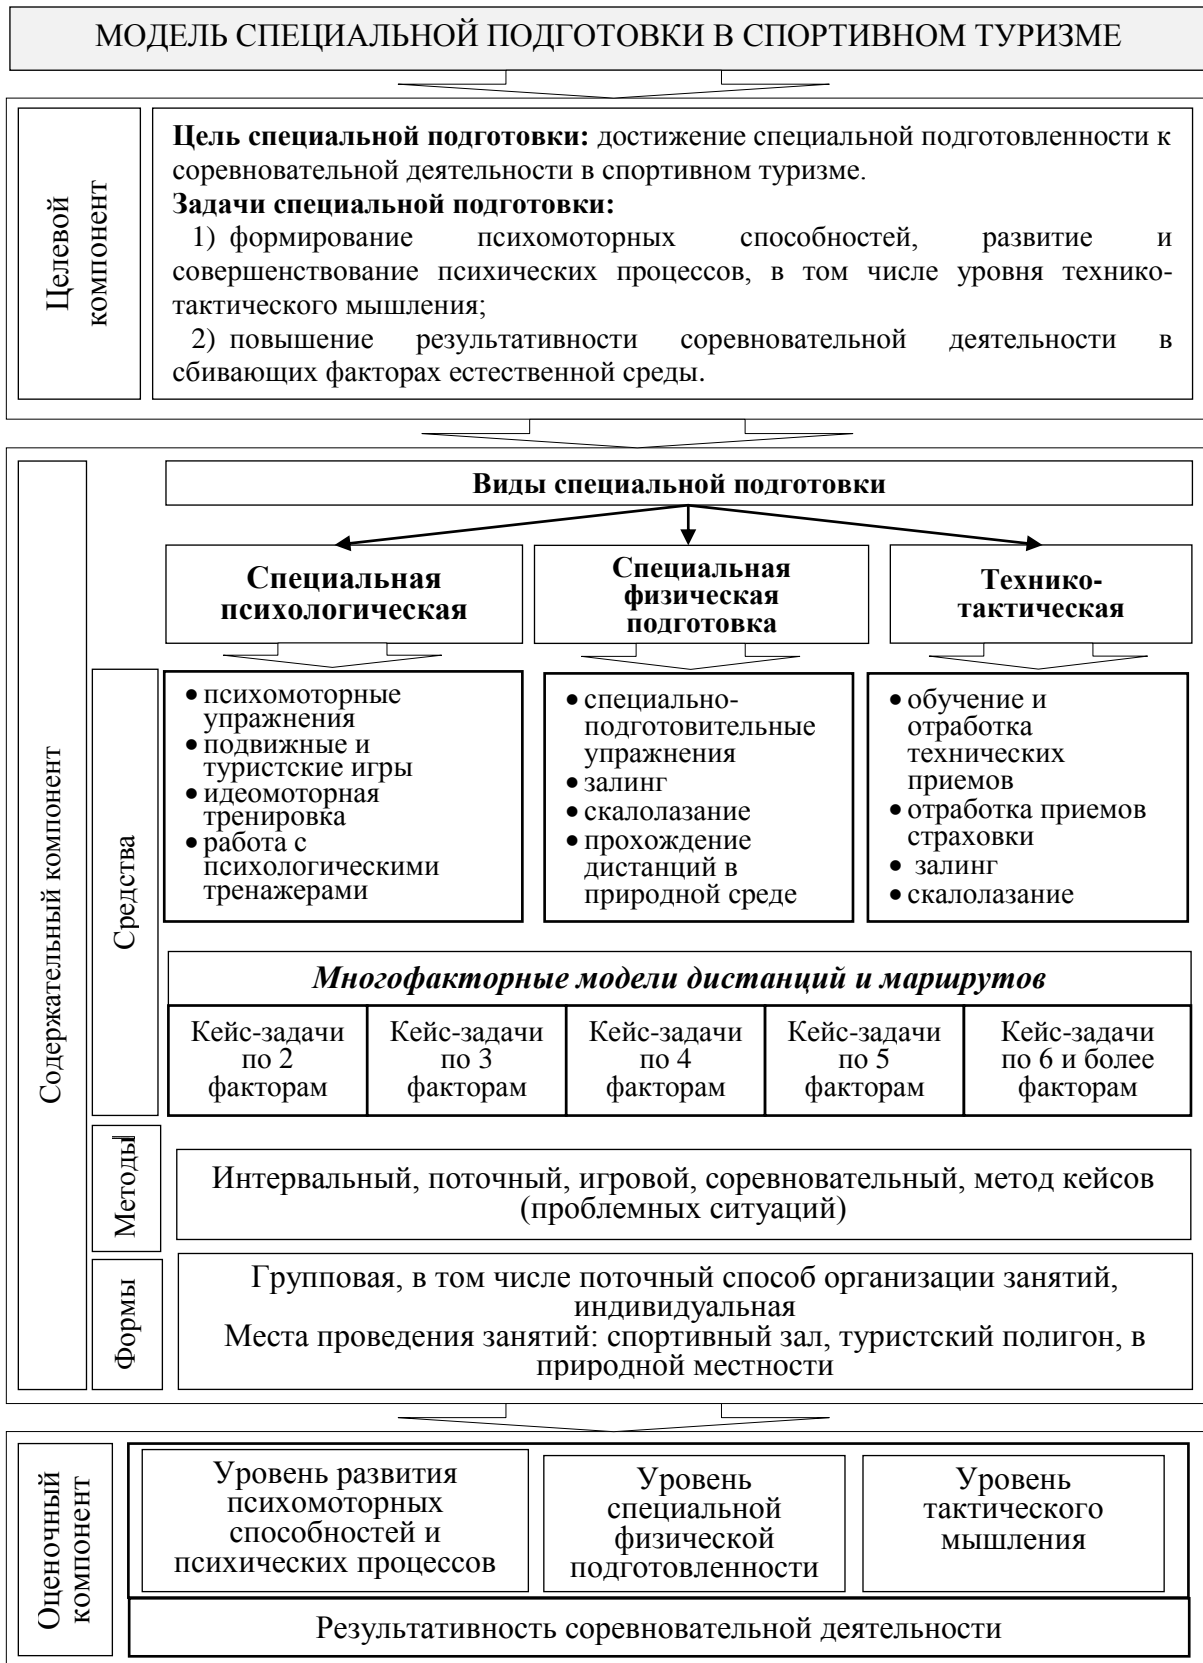 МОДЕЛЬ СПЕЦИАЛЬНОЙ ПОДГОТОВКИ В СПОРТИВНОМ ТУРИЗМЕ
Целевой
компонент
Цель специальной подготовки: достижение специальной подготовленности к
соревновательной деятельности в спортивном туризме.
Задачи специальной подготовки:
1) формирование психомоторных способностей, развитие и
совершенствование психических процессов, в том числе уровня технико-
тактического мышления;
2) повышение результативности соревновательной деятельности в
сбивающих факторах естественной среды.
Содержательный компонент
Виды специальной подготовки
Специальная
психологическая
Специальная
физическая
подготовка
Технико-
тактическая
Средства
• психомоторные
упражнения
• подвижные и
туристские игры
• идеомоторная
тренировка
• работа с
психологическими
тренажерами
• специально-
подготовительные
упражнения
• залинг
• скалолазание
• прохождение
дистанций в
природной среде
• обучение и
отработка
технических
приемов
• отработка приемов
страховки
• залинг
• скалолазание
Многофакторные модели дистанций и маршрутов
Кейс-задачи
по 2
факторам
Кейс-задачи
по 3
факторам
Кейс-задачи
по 4
факторам
Кейс-задачи
по 5
факторам
Кейс-задачи
по 6 и более
факторам
Методы
Интервальный, поточный, игровой, соревновательный, метод кейсов
(проблемных ситуаций)
Формы
Групповая, в том числе поточный способ организации занятий,
индивидуальная
Места проведения занятий: спортивный зал, туристский полигон, в
природной местности
Оценочный
компонент
Уровень развития
психомоторных
способностей и
психических процессов
Уровень
специальной
физической
подготовленности
Уровень
тактического
мышления
Результативность соревновательной деятельности